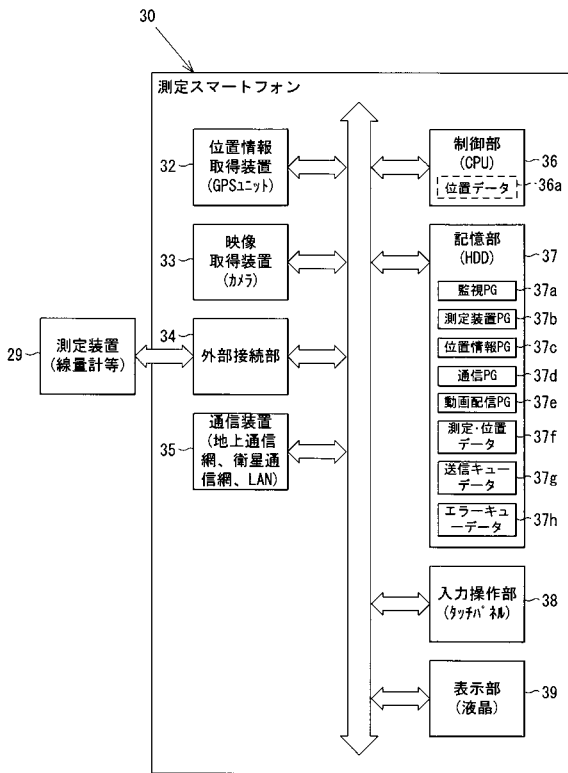 30
測定スマートフォン
位置情報
取得装置
(GPSユニット)
32
映像
取得装置
(カメラ)
33
34
外部接続部
測定装置
(線量計等)
29
通信装置
(地上通信
網、衛星通
信網、LAN)
35
制御部
(CPU)
36
位置データ
36a
記憶部
(HDD)
37
監視PG
37a
測定装置PG
37b
位置情報PG
37c
通信PG
37d
動画配信PG
37e
測定・位置
データ
37f
送信キュー
データ
37g
エラーキュ
ーデータ
37h
入力操作部
(タッチパネル)
38
表示部
(液晶)
39